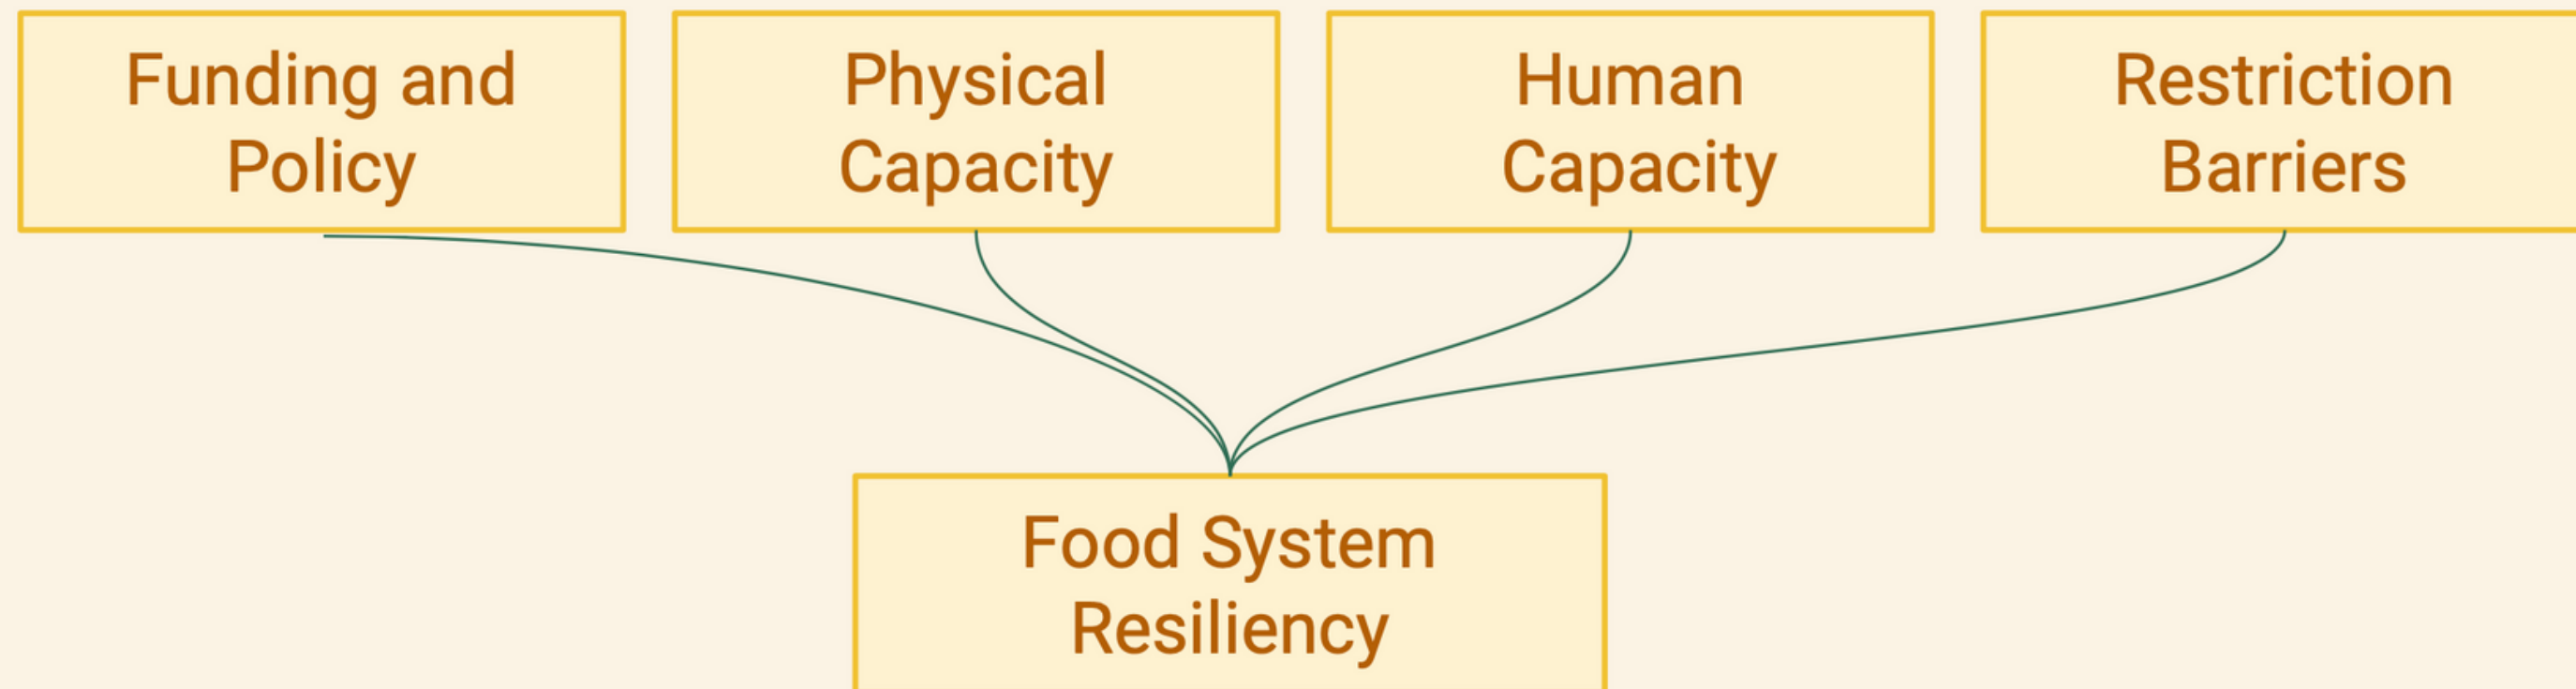 Funding and
Policy
Physical
Capacity
Human
Capacity
Restriction
Barriers
Food System
Resiliency